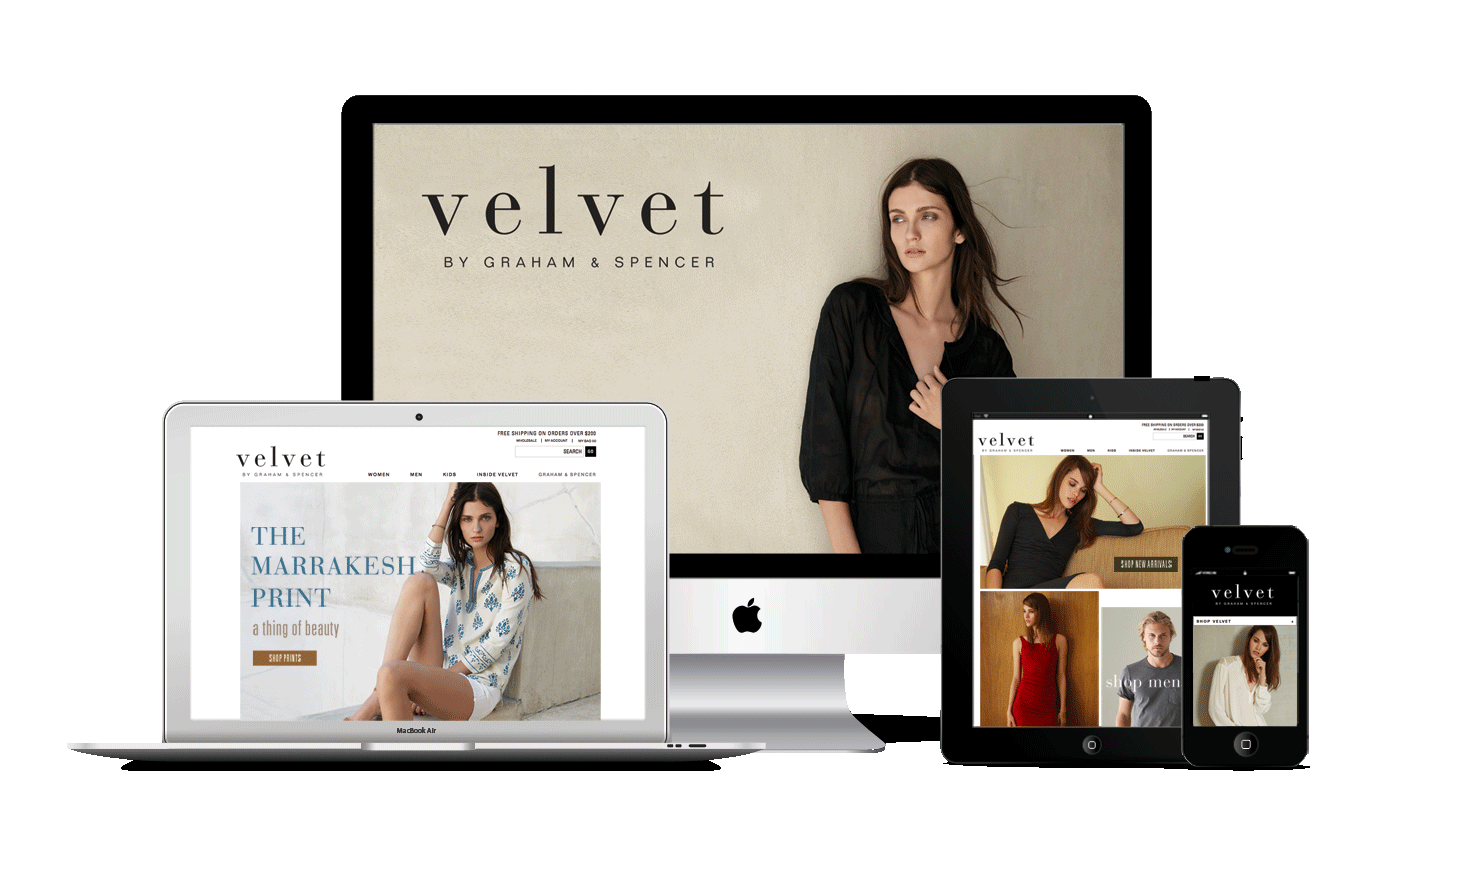 velvet
BY GRAHAM & SPENCER
FREE SHIPPING ON ORDERS OVER $200
WHOLESALE | MY ACCOUNT | MY BAG (0)
SEARCH GO
velvet
BY GRAHAM & SPENCER
WOMEN MEN KIDS INSIDE VELVET GRAHAM & SPENCER
THE
MARRAKESH
PRINT
a thing of beauty
SHOP PRINTS
MacBook Air
FREE SHIPPING ON ORDERS OVER $200
WHOLESALE | MY ACCOUNT |
SEARCH GO
velvet
BY GRAHAM & SPENCER
WOMEN MEN KIDS INSIDE VELVET GRAHAM & SPENCER
SHOP NEW ARRIVALS
shop men
velvet
BY GRAHAM & SPENCER
SHOP VELVET